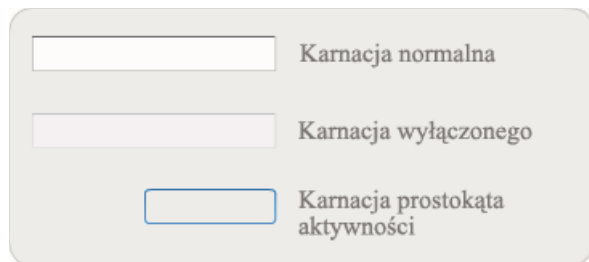 Karnacja normalna
Karnacja wyłączonego
Karnacja prostokąta
aktywności